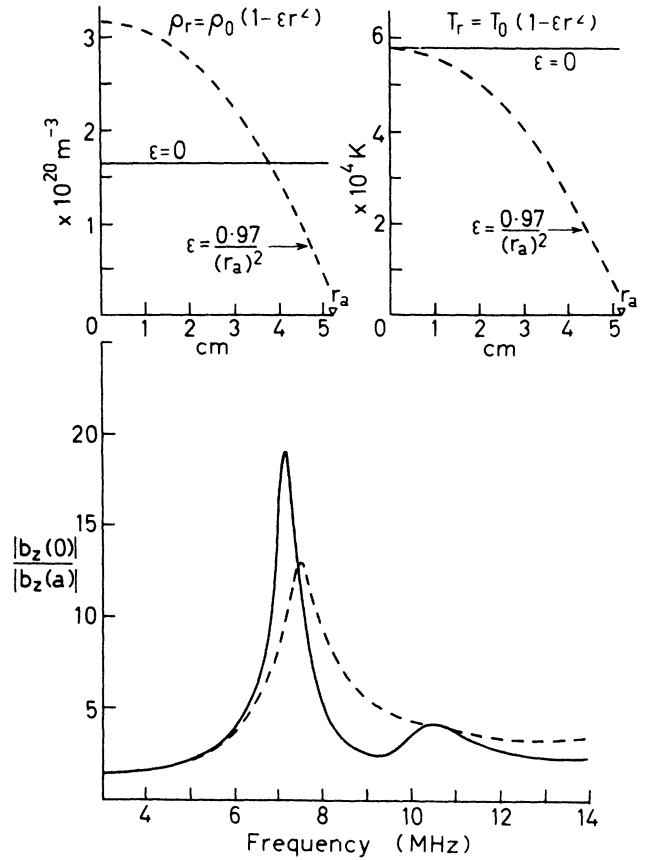 ρr = ρ0 (1-εr²)
3
2
1
0
× 10²⁰ m⁻³
ε=0
ε = 0·97 / (ra)²
ra
1 2 3 4 5
cm
Tr = T0 (1-εr²)
6
4
2
0
× 10⁴ K
ε=0
ε = 0·97 / (ra)²
ra
1 2 3 4 5
cm
20
15
10
5
|bz(0)|
|bz(a)|
4 6 8 10 12 14
Frequency (MHz)